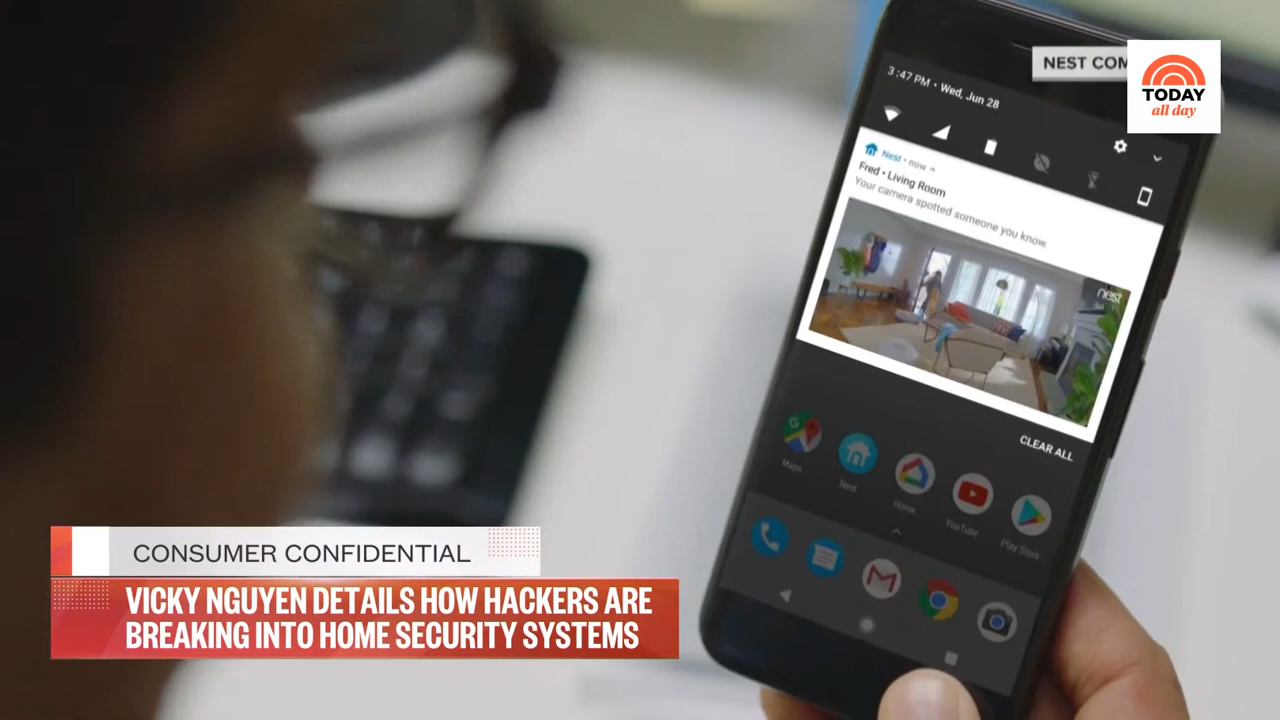 NEST COM
TODAY
all day
3:47 PM • Wed, Jun 28
Nest • now
Fred • Living Room
Your camera spotted someone you know.
nest
CLEAR ALL
Maps
Nest
Home
YouTube
Play Store
CONSUMER CONFIDENTIAL
VICKY NGUYEN DETAILS HOW HACKERS ARE
BREAKING INTO HOME SECURITY SYSTEMS